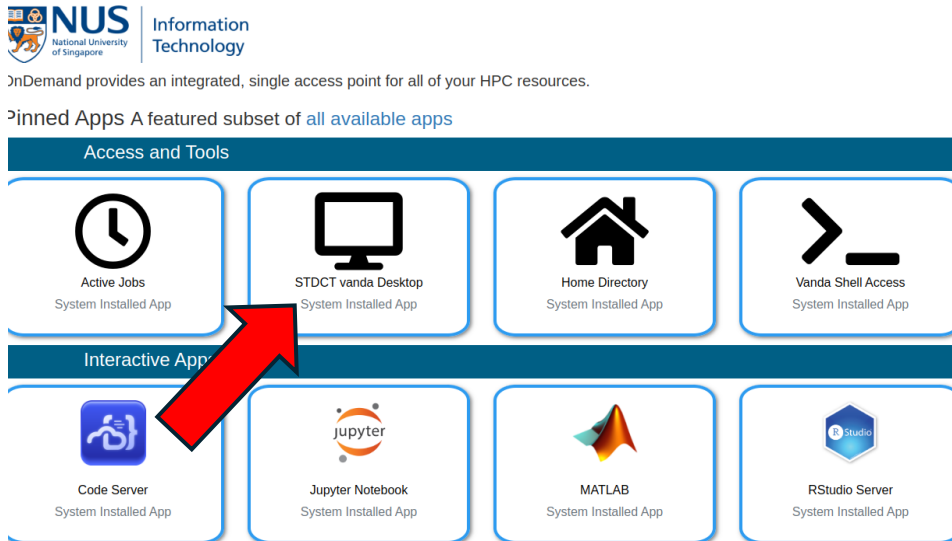 NUS
National University
of Singapore
Information
Technology
OnDemand provides an integrated, single access point for all of your HPC resources.
Pinned Apps A featured subset of all available apps
Access and Tools
Active Jobs
System Installed App
STDCT vanda Desktop
System Installed App
Home Directory
System Installed App
Vanda Shell Access
System Installed App
Interactive Apps
Code Server
System Installed App
jupyter
Jupyter Notebook
System Installed App
MATLAB
System Installed App
R Studio
RStudio Server
System Installed App